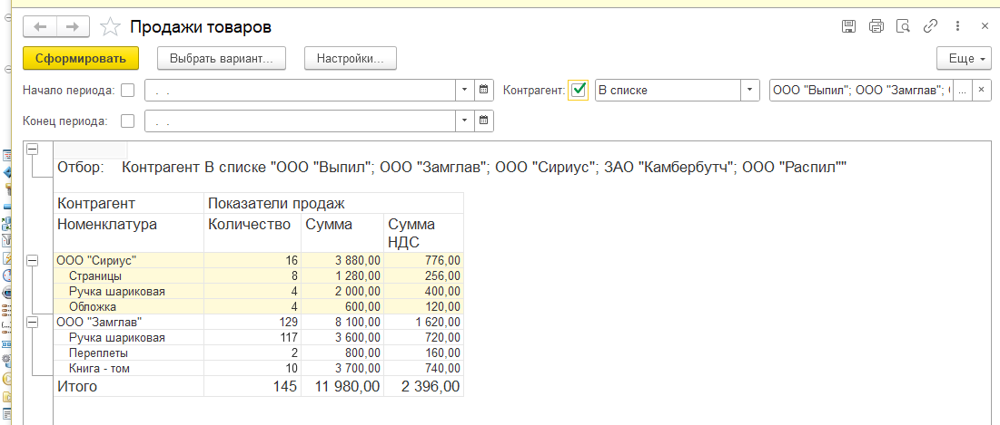 Продажи товаров
Сформировать Выбрать вариант... Настройки... Еще
Начало периода: . . Контрагент: В списке ООО "Выпил"; ООО "Замглав"; ...
Конец периода: . .
Отбор: Контрагент В списке "ООО "Выпил"; ООО "Замглав"; ООО "Сириус"; ЗАО "Камбербутч"; ООО "Распил""
Контрагент Показатели продаж
Номенклатура Количество Сумма Сумма НДС
ООО "Сириус" 16 3 880,00 776,00
Страницы 8 1 280,00 256,00
Ручка шариковая 4 2 000,00 400,00
Обложка 4 600,00 120,00
ООО "Замглав" 129 8 100,00 1 620,00
Ручка шариковая 117 3 600,00 720,00
Переплеты 2 800,00 160,00
Книга - том 10 3 700,00 740,00
Итого 145 11 980,00 2 396,00